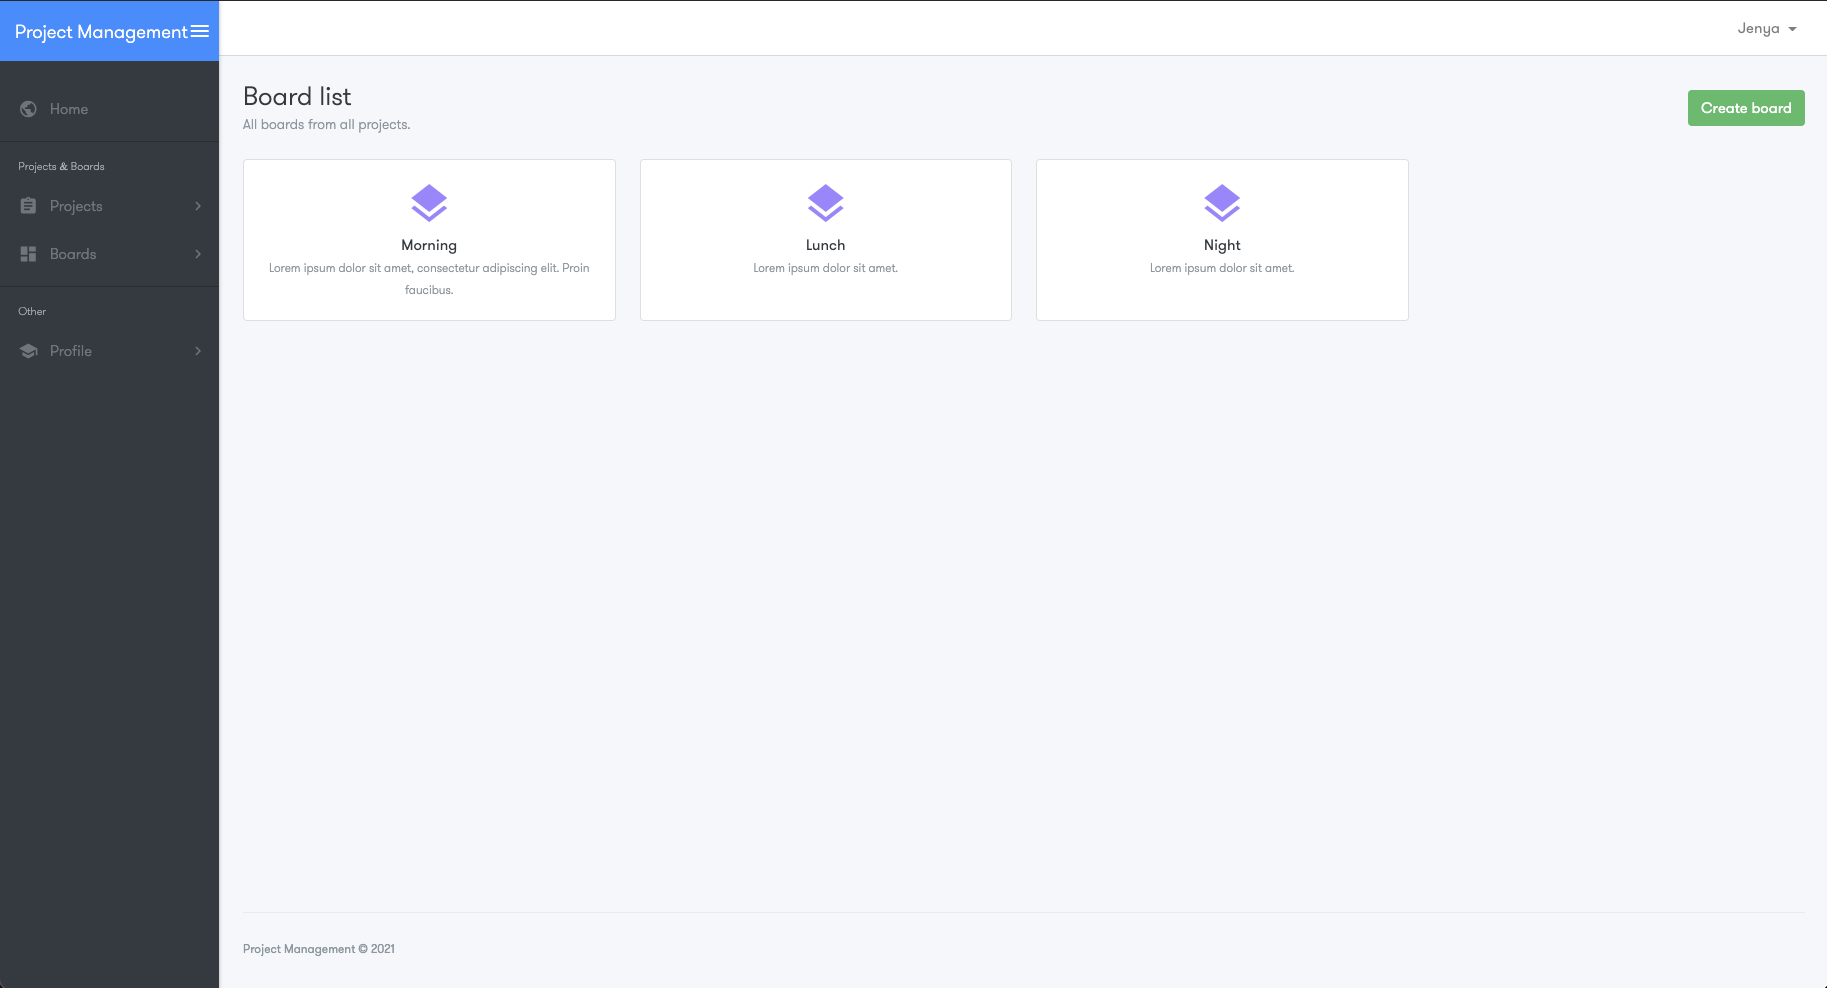 Project Management
Jenya
Home
Projects & Boards
Projects
Boards
Other
Profile
Board list
All boards from all projects.
Create board
Morning
Lorem ipsum dolor sit amet, consectetur adipiscing elit. Proin
faucibus.
Lunch
Lorem ipsum dolor sit amet.
Night
Lorem ipsum dolor sit amet.
Project Management © 2021